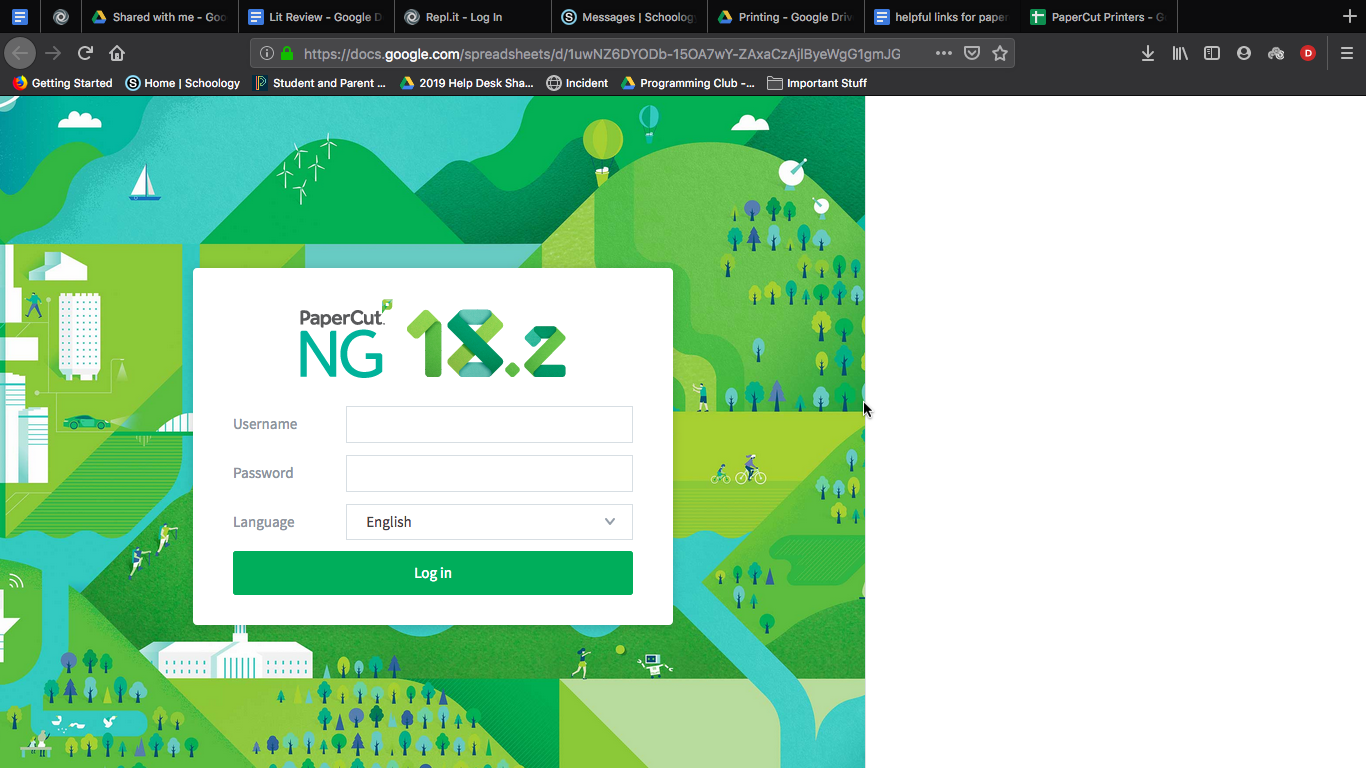 Shared with me - Goo
Lit Review - Google D
Repl.it - Log In
Messages | Schoolog
Printing - Google Driv
helpful links for paper
PaperCut Printers - G
https://docs.google.com/spreadsheets/d/1uwNZ6DYODb-15OA7wY-ZAxaCzAjlByeWgG1gmJG
D
Getting Started
Home | Schoology
Student and Parent ...
2019 Help Desk Sha...
Incident
Programming Club -...
Important Stuff
PaperCut
NG 18.2
Username
Password
Language
English
Log in